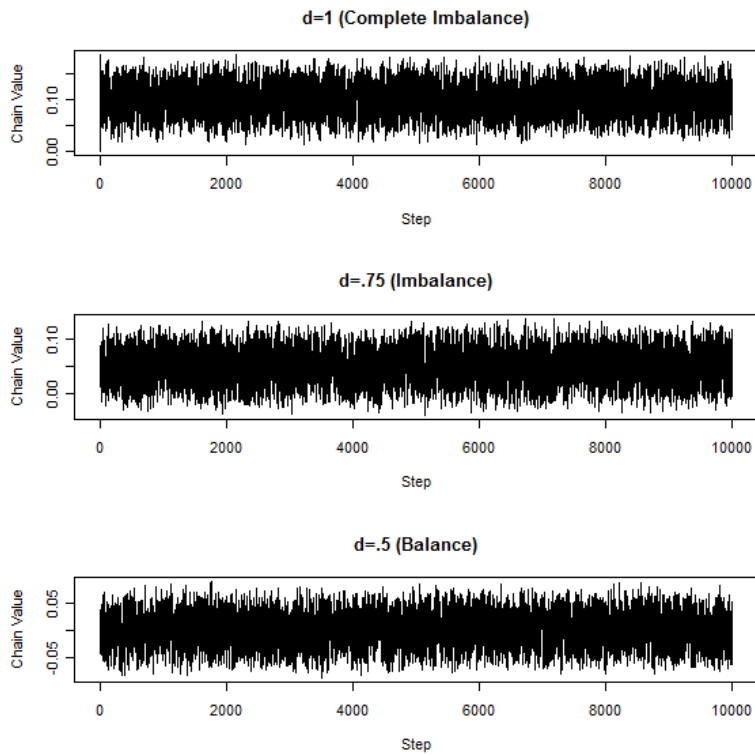 d=1 (Complete Imbalance)
Chain Value
0.00 0.10
0 2000 4000 6000 8000 10000
Step
d=.75 (Imbalance)
Chain Value
0.00 0.10
0 2000 4000 6000 8000 10000
Step
d=.5 (Balance)
Chain Value
-0.05 0.05
0 2000 4000 6000 8000 10000
Step